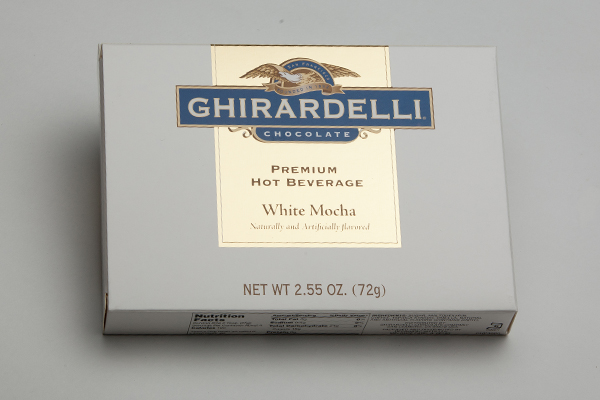 GHIRARDELLI
CHOCOLATE
PREMIUM
HOT BEVERAGE
White Mocha
Naturally and Artificially flavored
NET WT 2.55 OZ. (72g)
Nutrition
Facts